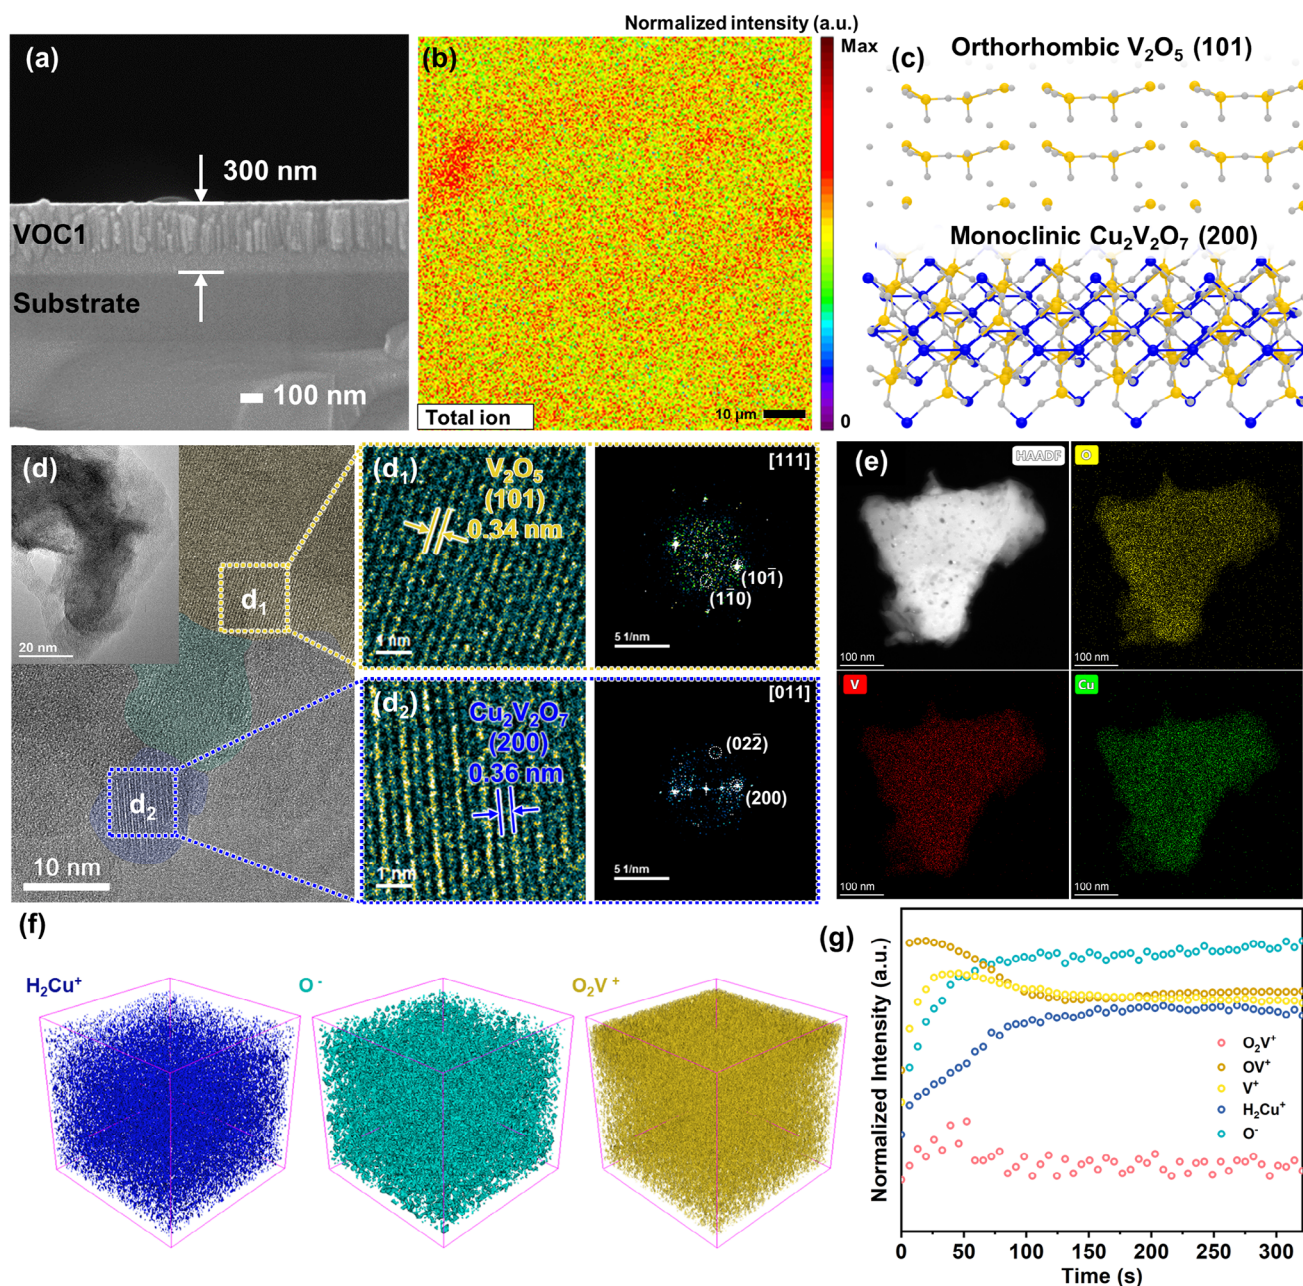 (a)
300 nm
VOC1
Substrate
100 nm
Normalized intensity (a.u.)
(b)
Max
0
Total ion
10 μm
(c)
Orthorhombic V₂O₅ (101)
Monoclinic Cu₂V₂O₇ (200)
(d)
20 nm
d₁
d₂
10 nm
(d₁)
V₂O₅
(101)
0.34 nm
1 nm
[111]
(101̄)
(11̄0)
5 1/nm
(d₂)
Cu₂V₂O₇
(200)
0.36 nm
1 nm
[011]
(022̄)
(200)
5 1/nm
(e)
HAADF
100 nm
O
100 nm
V
100 nm
Cu
100 nm
(f)
H₂Cu⁺
O⁻
O₂V⁺
(g)
Normalized Intensity (a.u.)
O₂V⁺
OV⁺
V⁺
H₂Cu⁺
O⁻
0 50 100 150 200 250 300
Time (s)